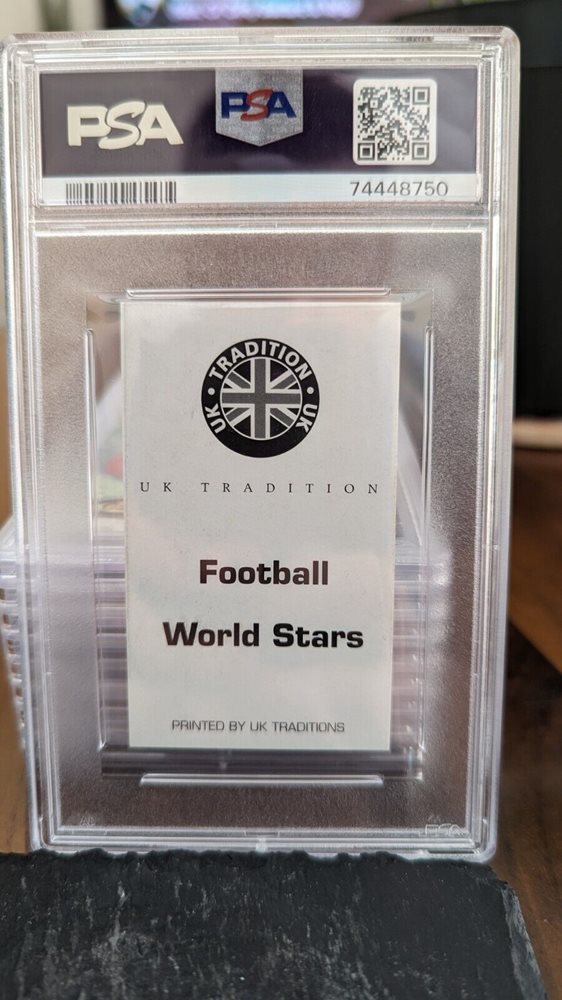 PSA
PSA
74448750
TRADITION
UK UK
UK TRADITION
Football
World Stars
PRINTED BY UK TRADITIONS